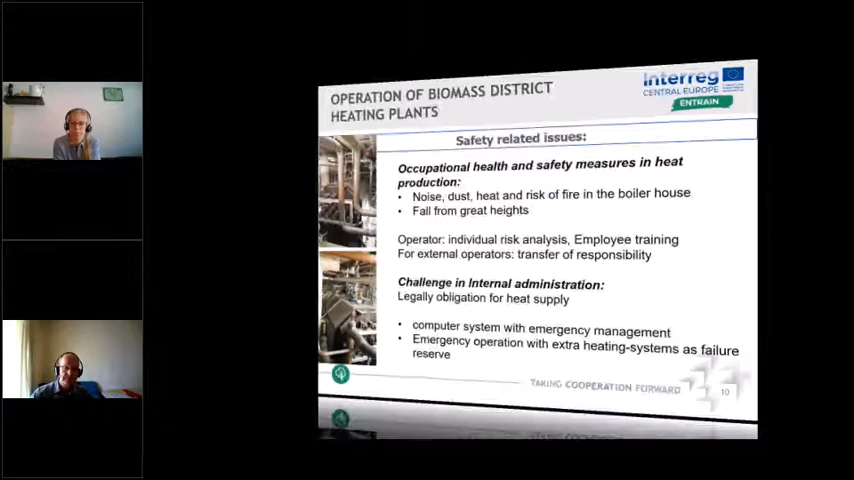 OPERATION OF BIOMASS DISTRICT
HEATING PLANTS
Interreg
CENTRAL EUROPE
ENTRAIN
Safety related issues:
Occupational health and safety measures in heat
production:
• Noise, dust, heat and risk of fire in the boiler house
• Fall from great heights
Operator: individual risk analysis, Employee training
For external operators: transfer of responsibility
Challenge in Internal administration:
Legally obligation for heat supply
• computer system with emergency management
• Emergency operation with extra heating-systems as failure
reserve
TAKING COOPERATION FORWARD
10